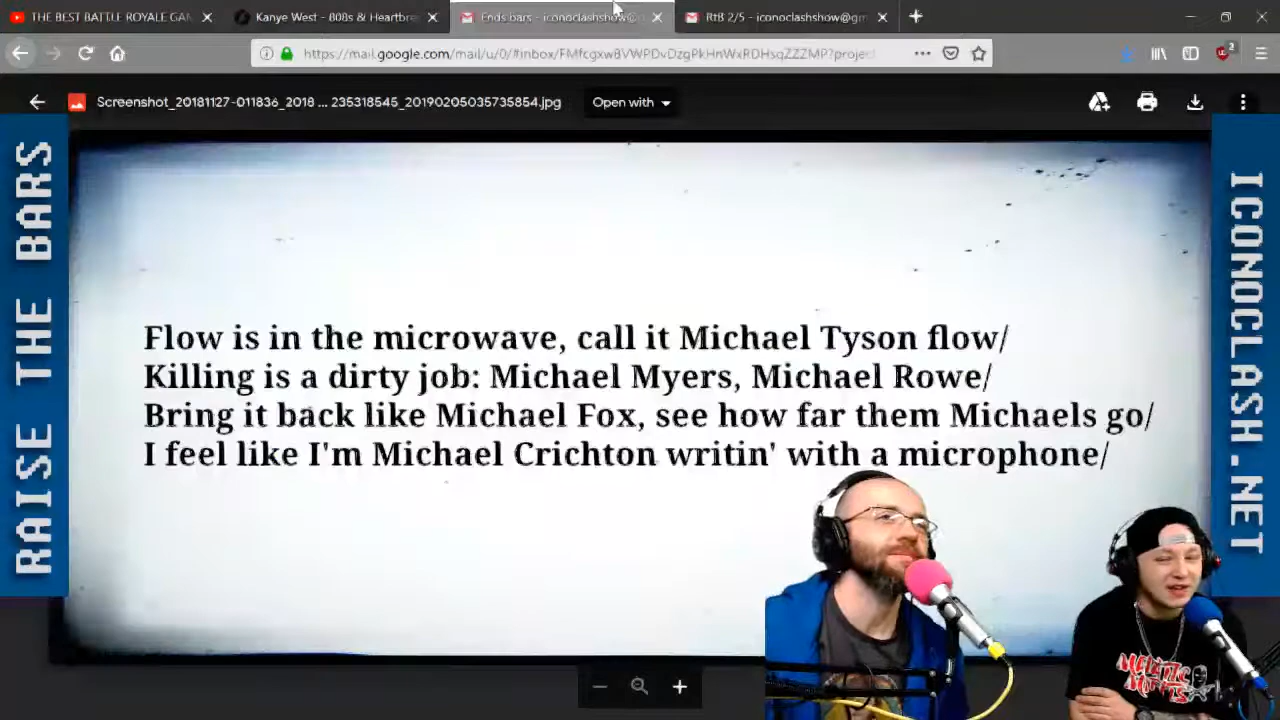 THE BEST BATTLE ROYALE GAM
Kanye West - 808s & Heartbre
Ends bars - iconoclashshow@
RtB 2/5 - iconoclashshow@gm
https://mail.google.com/mail/u/0/#inbox/FMfcgxwBVWPDvDzgPkHnWxRDHsqZZZMP?projec
2
Screenshot_20181127-011836_2018 ... 235318545_20190205035735854.jpg
Open with
RAISE THE BARS
Flow is in the microwave, call it Michael Tyson flow/
Killing is a dirty job: Michael Myers, Michael Rowe/
Bring it back like Michael Fox, see how far them Michaels go/
I feel like I'm Michael Crichton writin' with a microphone/
ICONOCLASH.NET